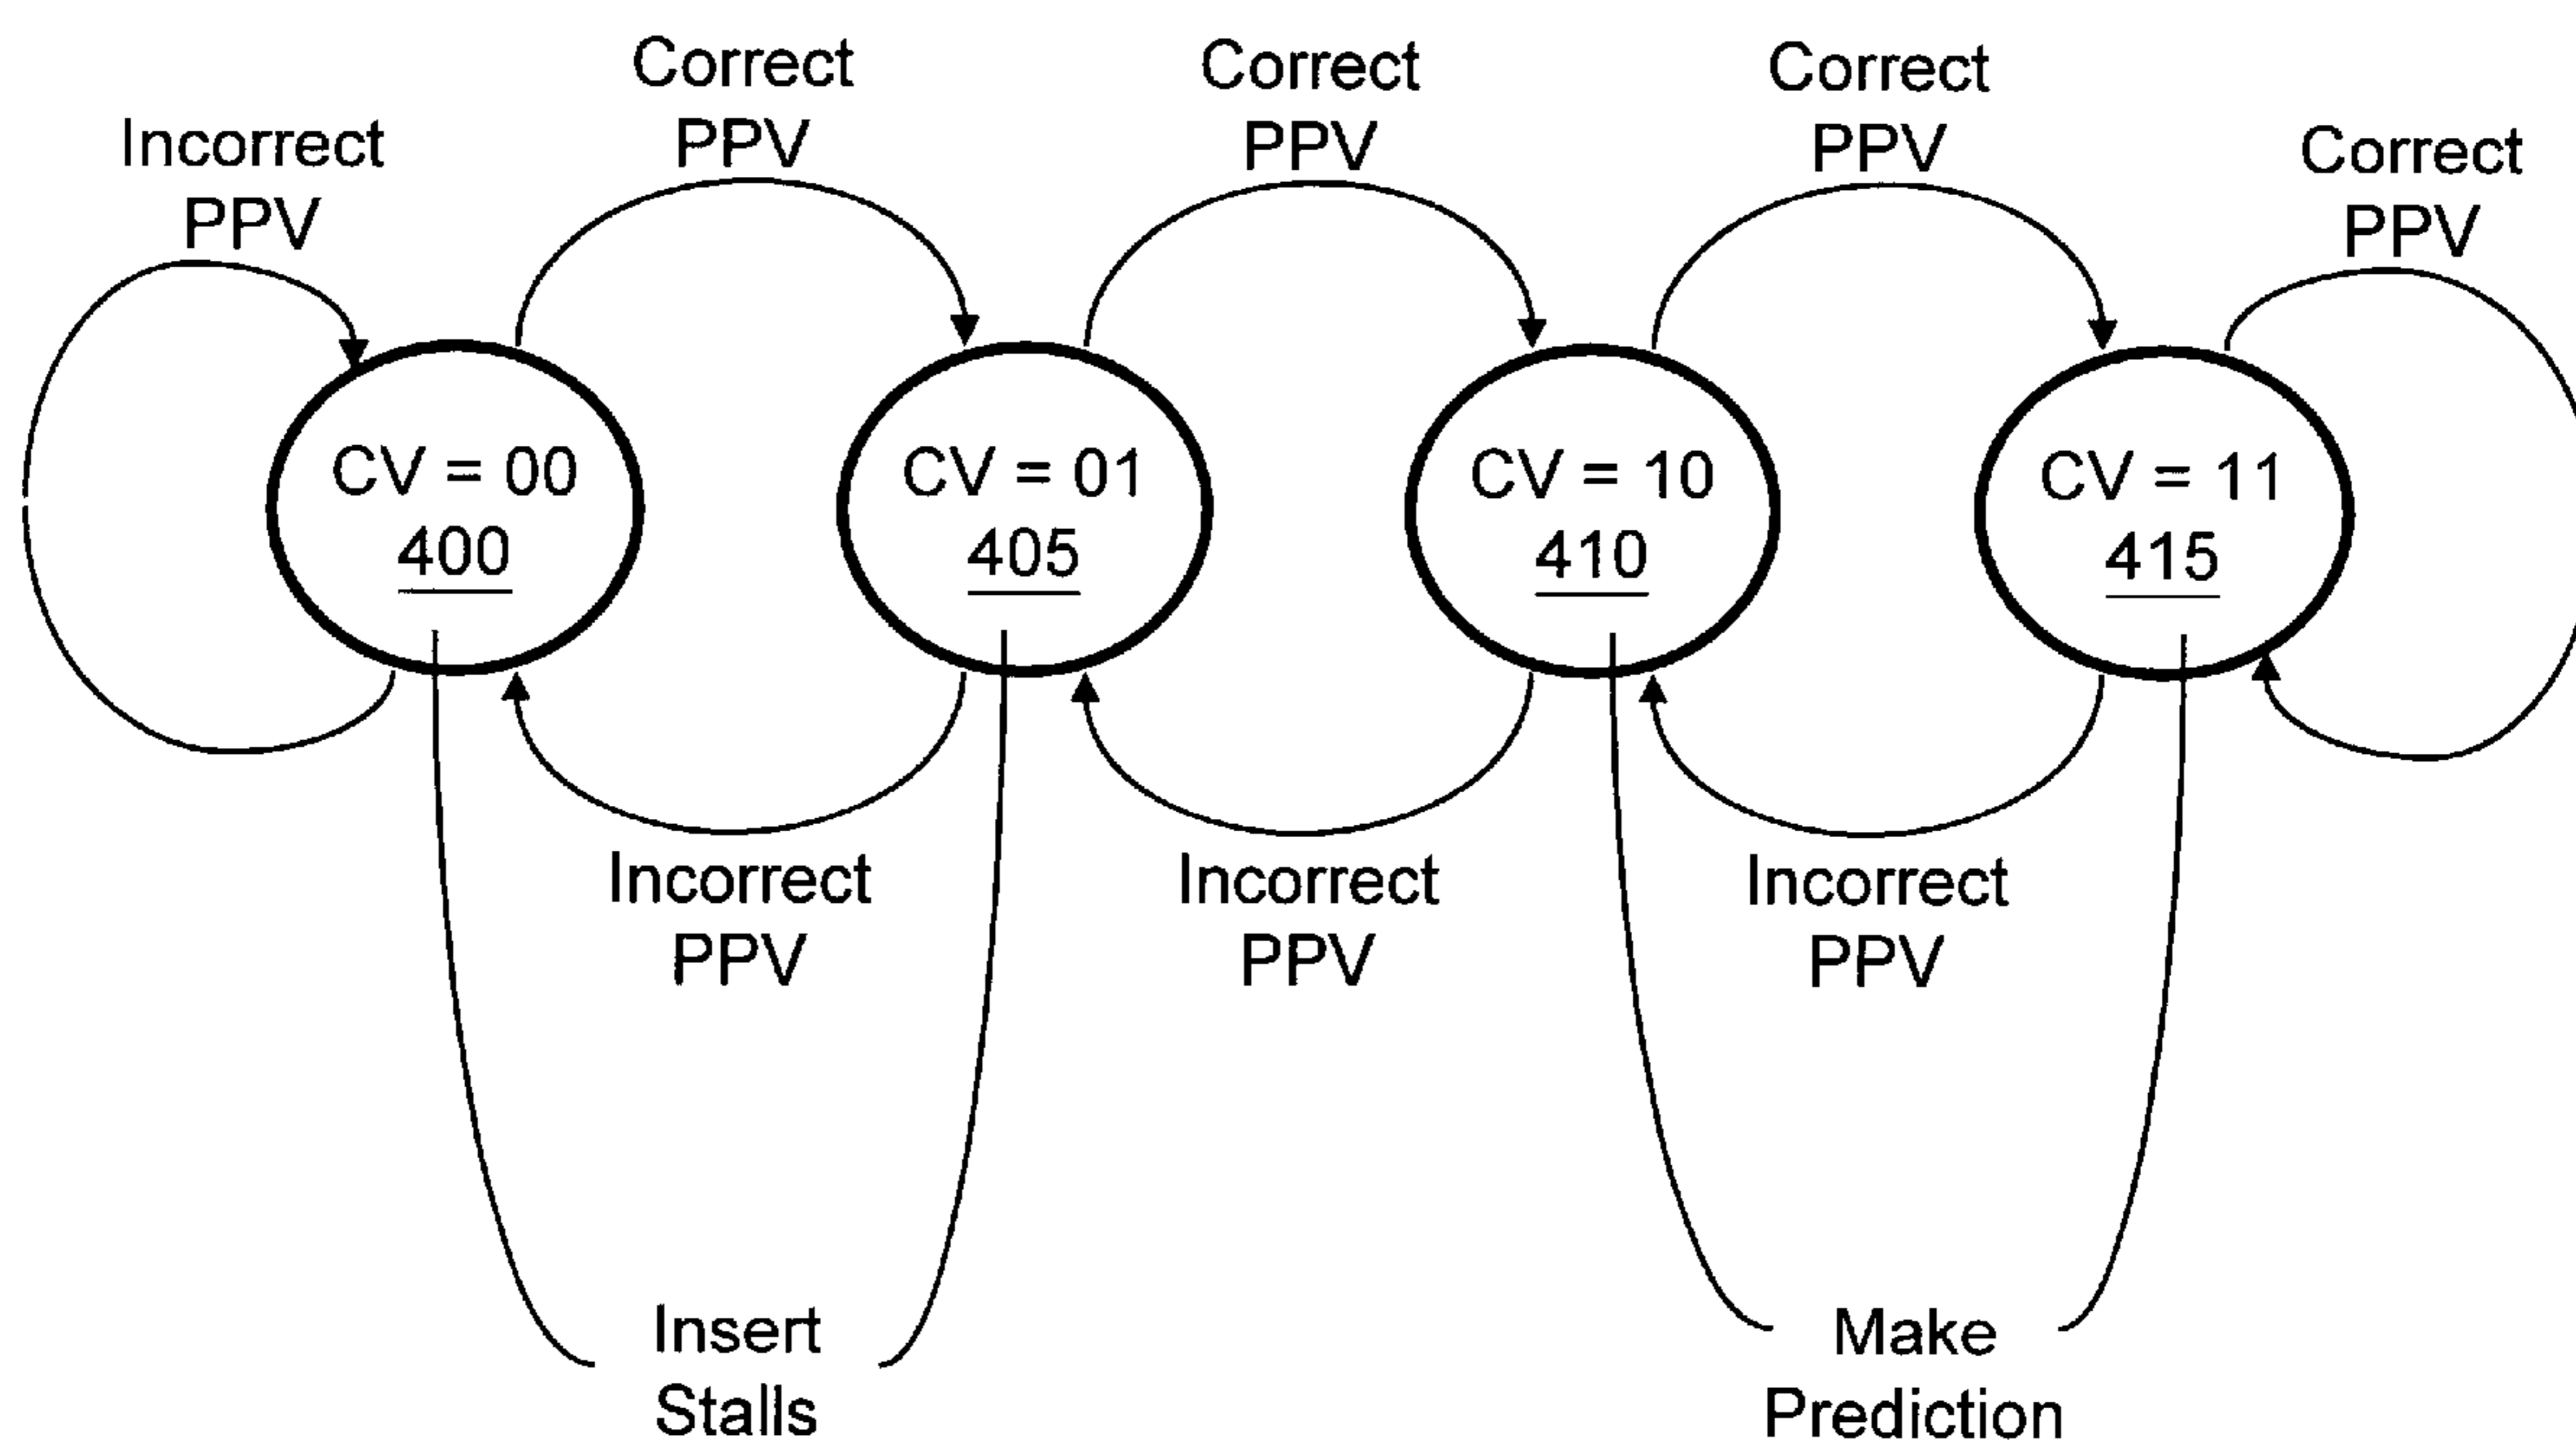 Correct
PPV
Correct
PPV
Correct
PPV
Incorrect
PPV
Correct
PPV
CV = 00
400
CV = 01
405
CV = 10
410
CV = 11
415
Incorrect
PPV
Incorrect
PPV
Incorrect
PPV
Insert
Stalls
Make
Prediction